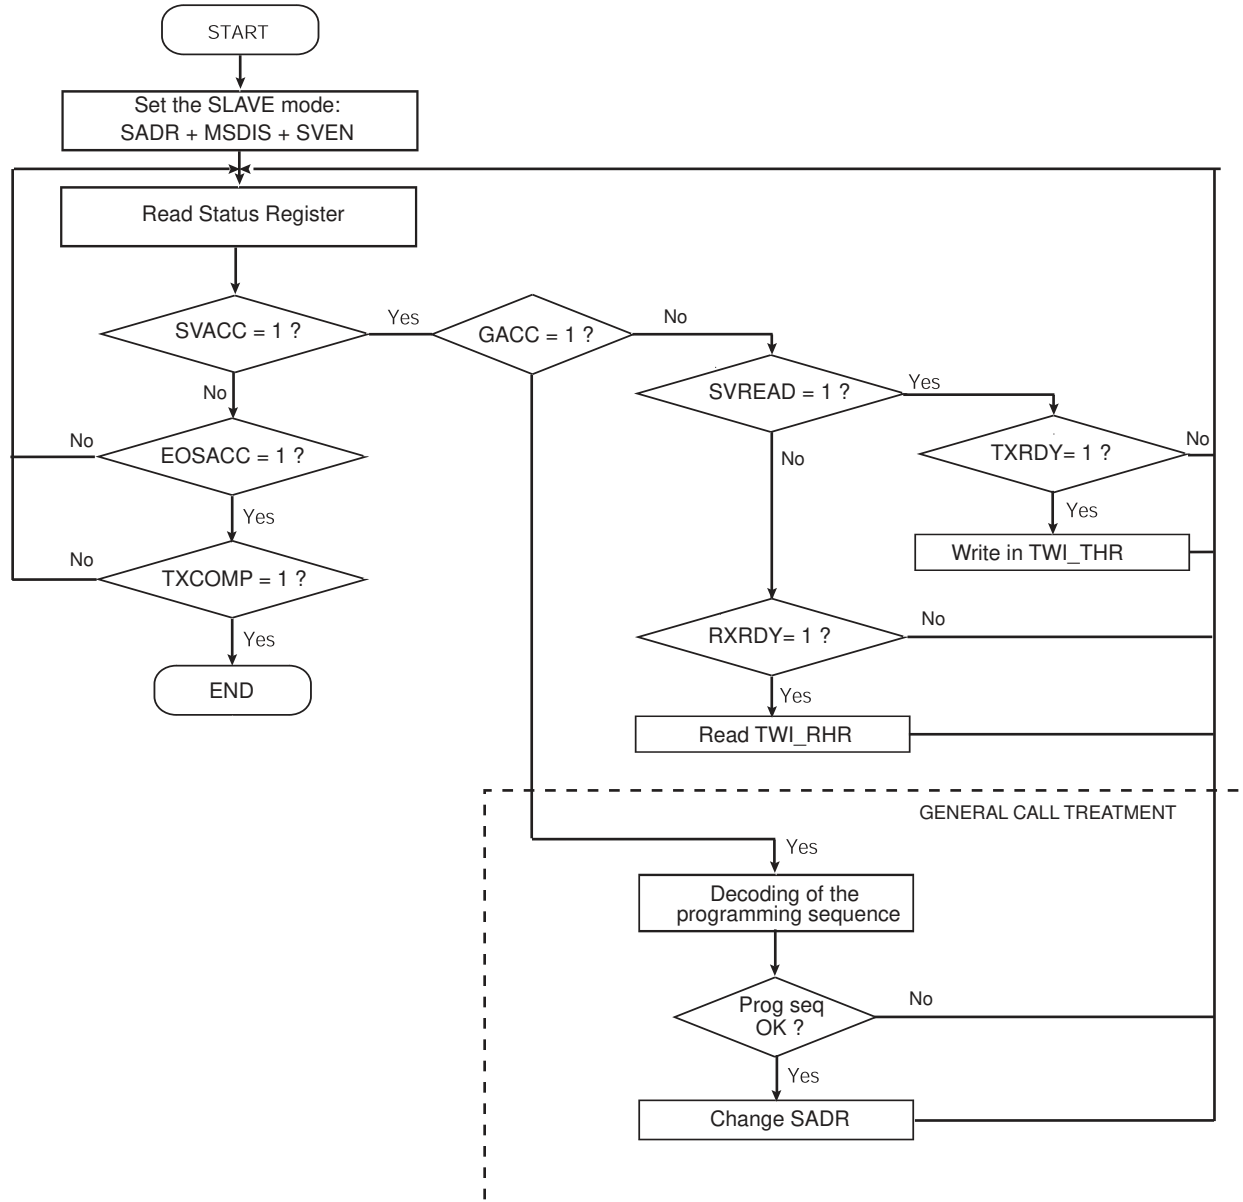 START
Set the SLAVE mode:
SADR + MSDIS + SVEN
Read Status Register
SVACC = 1 ?
Yes
GACC = 1 ?
No
No
SVREAD = 1 ?
Yes
EOSACC = 1 ?
No
Yes
No
TXRDY= 1 ?
No
Yes
Write in TWI_THR
TXCOMP = 1 ?
No
Yes
END
RXRDY= 1 ?
No
Yes
Read TWI_RHR
GENERAL CALL TREATMENT
Yes
Decoding of the
programming sequence
Prog seq
OK ?
No
Yes
Change SADR